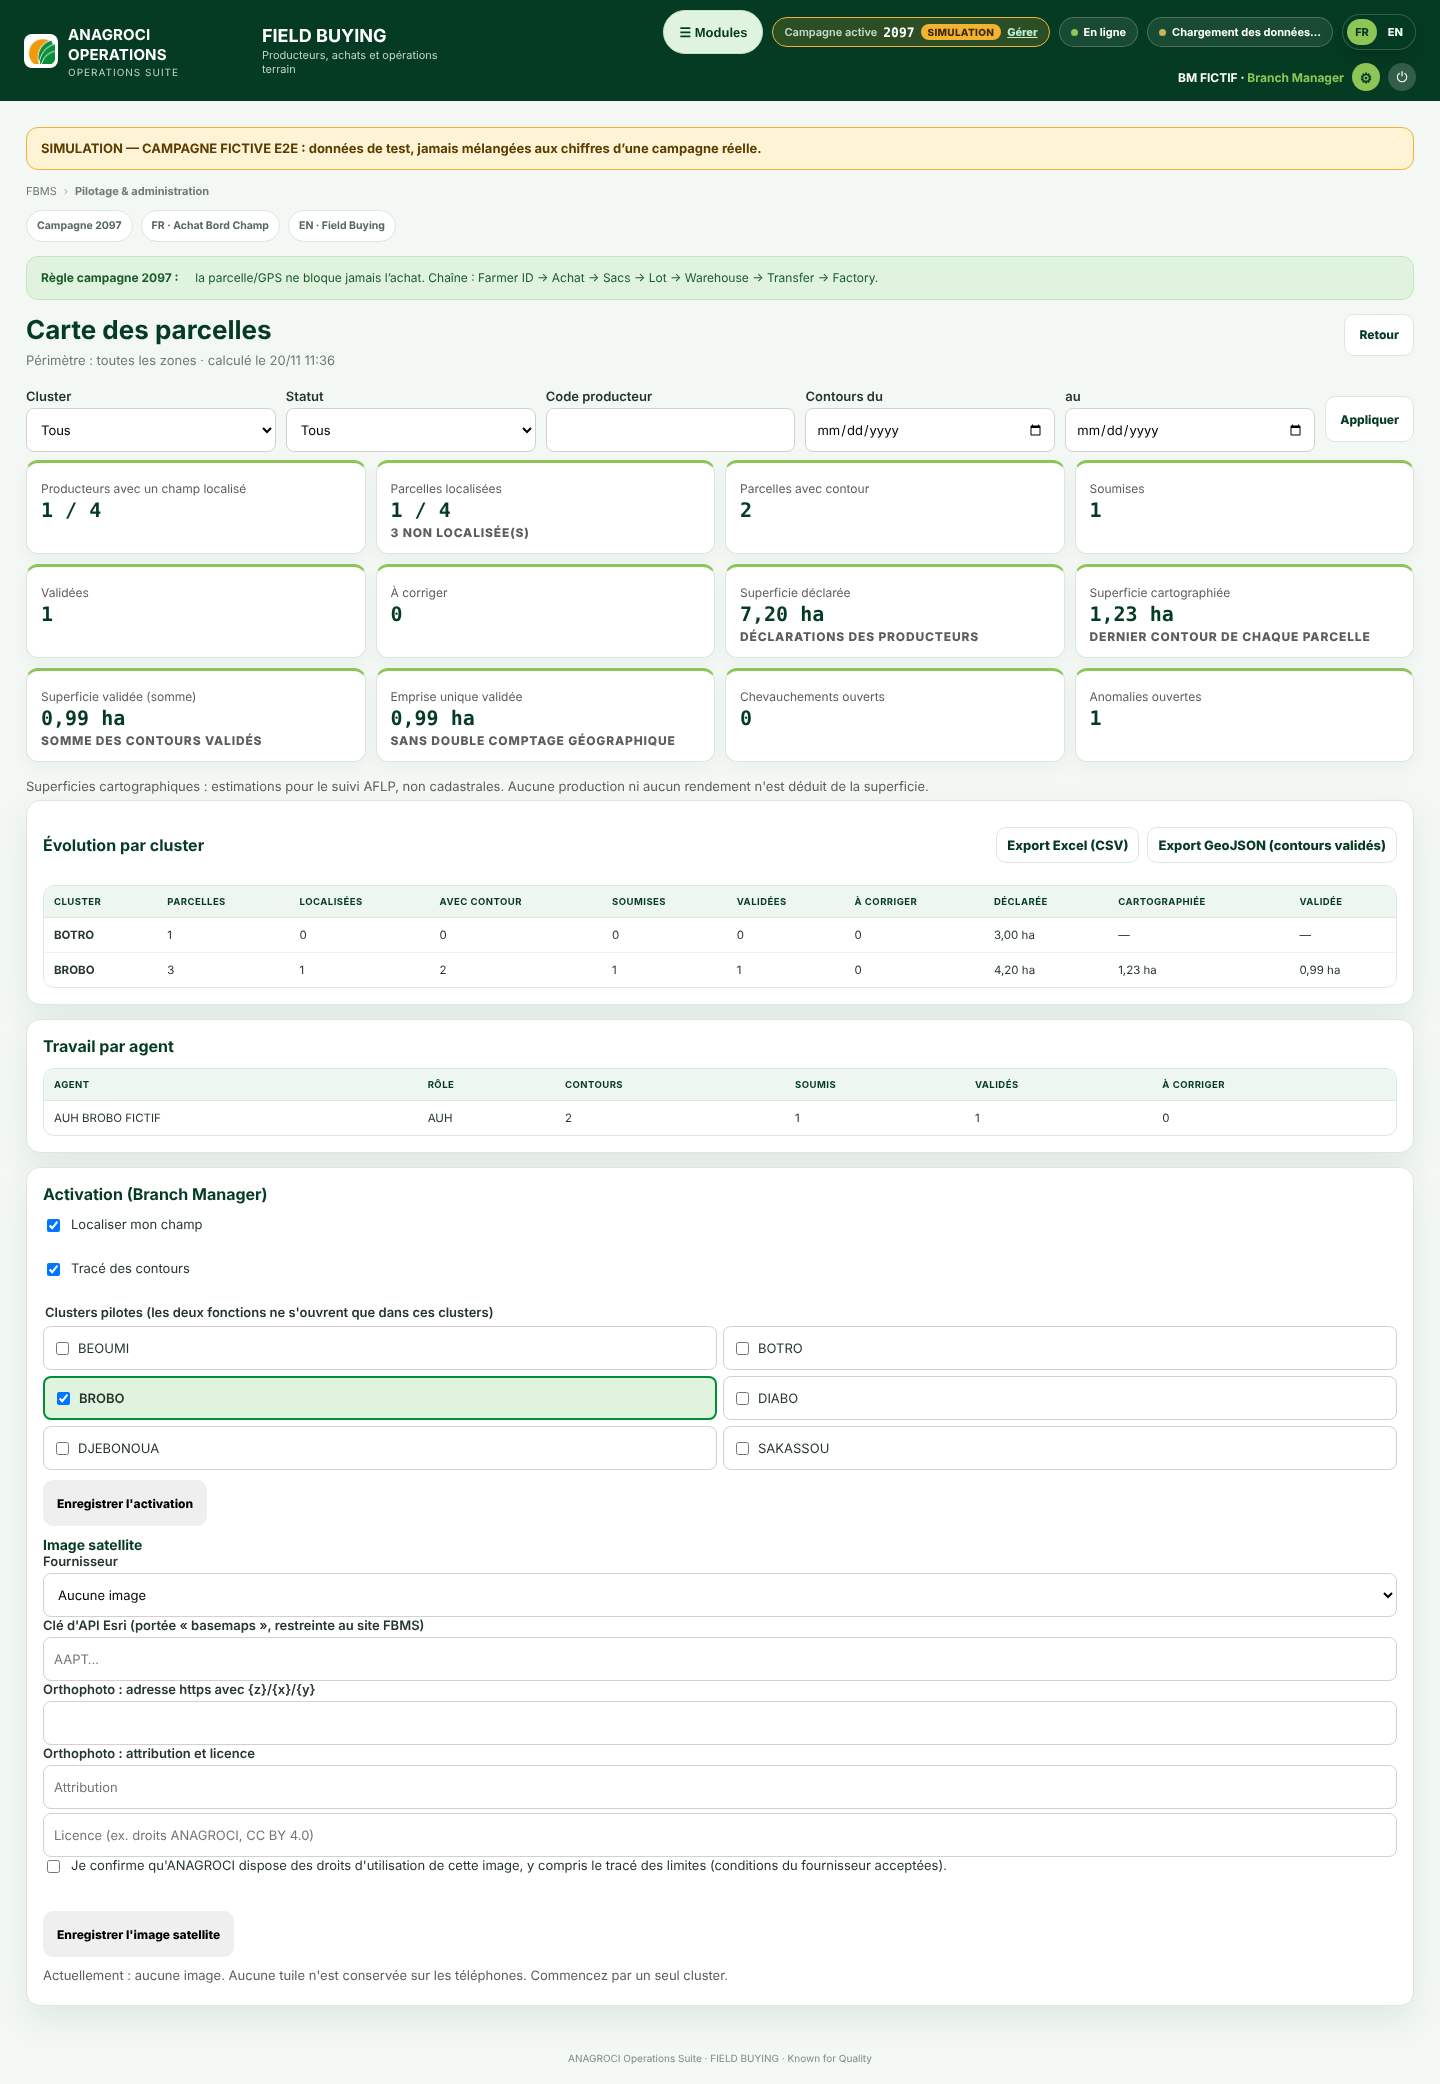 ANAGROCI
OPERATIONS
OPERATIONS SUITE
FIELD BUYING
Producteurs, achats et opérations
terrain
☰ Modules
Campagne active 2097 SIMULATION Gérer
En ligne
Chargement des données...
FR EN
BM FICTIF · Branch Manager
SIMULATION — CAMPAGNE FICTIVE E2E : données de test, jamais mélangées aux chiffres d’une campagne réelle.
FBMS › Pilotage & administration
Campagne 2097
FR · Achat Bord Champ
EN · Field Buying
Règle campagne 2097 : la parcelle/GPS ne bloque jamais l’achat. Chaîne : Farmer ID → Achat → Sacs → Lot → Warehouse → Transfer → Factory.
Carte des parcelles
Périmètre : toutes les zones · calculé le 20/11 11:36
Retour
Cluster Statut Code producteur Contours du au
Tous Tous mm/dd/yyyy mm/dd/yyyy Appliquer
Producteurs avec un champ localisé
1 / 4
Parcelles localisées
1 / 4
3 NON LOCALISÉE(S)
Parcelles avec contour
2
Soumises
1
Validées
1
À corriger
0
Superficie déclarée
7,20 ha
DÉCLARATIONS DES PRODUCTEURS
Superficie cartographiée
1,23 ha
DERNIER CONTOUR DE CHAQUE PARCELLE
Superficie validée (somme)
0,99 ha
SOMME DES CONTOURS VALIDÉS
Emprise unique validée
0,99 ha
SANS DOUBLE COMPTAGE GÉOGRAPHIQUE
Chevauchements ouverts
0
Anomalies ouvertes
1
Superficies cartographiques : estimations pour le suivi AFLP, non cadastrales. Aucune production ni aucun rendement n'est déduit de la superficie.
Évolution par cluster
Export Excel (CSV)
Export GeoJSON (contours validés)
CLUSTER PARCELLES LOCALISÉES AVEC CONTOUR SOUMISES VALIDÉES À CORRIGER DÉCLARÉE CARTOGRAPHIÉE VALIDÉE
BOTRO 1 0 0 0 0 0 3,00 ha — —
BROBO 3 1 2 1 1 0 4,20 ha 1,23 ha 0,99 ha
Travail par agent
AGENT RÔLE CONTOURS SOUMIS VALIDÉS À CORRIGER
AUH BROBO FICTIF AUH 2 1 1 0
Activation (Branch Manager)
Localiser mon champ
Tracé des contours
Clusters pilotes (les deux fonctions ne s'ouvrent que dans ces clusters)
BEOUMI
BOTRO
BROBO
DIABO
DJEBONOUA
SAKASSOU
Enregistrer l'activation
Image satellite
Fournisseur
Aucune image
Clé d'API Esri (portée « basemaps », restreinte au site FBMS)
AAPT...
Orthophoto : adresse https avec {z}/{x}/{y}
Orthophoto : attribution et licence
Attribution
Licence (ex. droits ANAGROCI, CC BY 4.0)
Je confirme qu'ANAGROCI dispose des droits d'utilisation de cette image, y compris le tracé des limites (conditions du fournisseur acceptées).
Enregistrer l'image satellite
Actuellement : aucune image. Aucune tuile n'est conservée sur les téléphones. Commencez par un seul cluster.
ANAGROCI Operations Suite · FIELD BUYING · Known for Quality